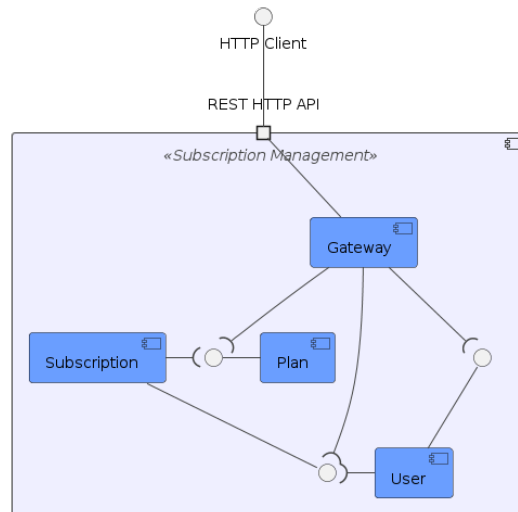 HTTP Client
REST HTTP API
«Subscription Management»
Gateway
Subscription
Plan
User